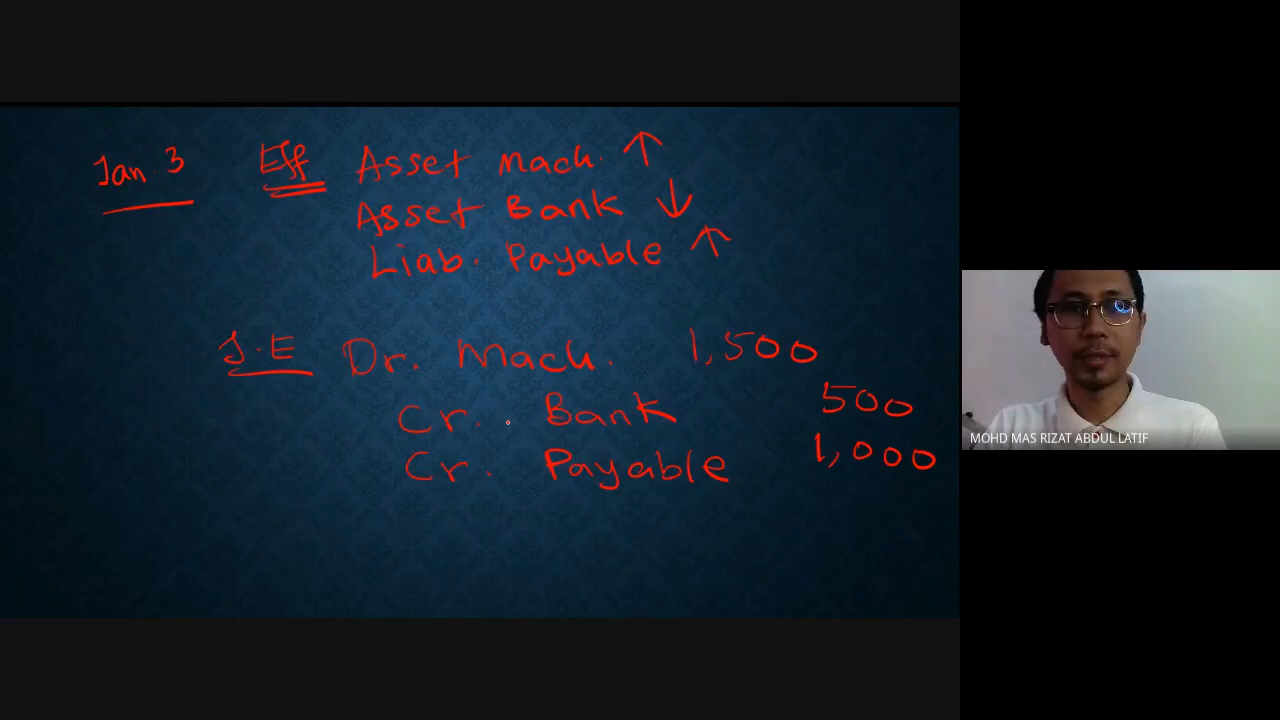 Jan 3 Eff Asset Mach. ↑
Asset Bank ↓
Liab. Payable ↑
J.E Dr. Mach. 1,500
Cr. Bank 500
Cr. Payable 1,000
MOHD MAS RIZAT ABDUL LATIF